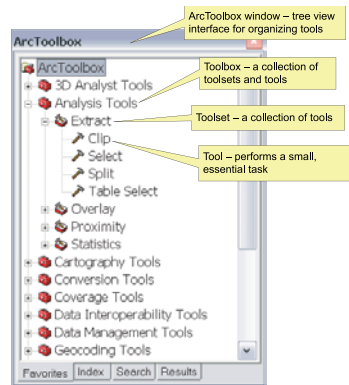 ArcToolbox window – tree view
interface for organizing tools
ArcToolbox
Toolbox – a collection of
toolsets and tools
ArcToolbox
3D Analyst Tools
Analysis Tools
Extract
Toolset – a collection of tools
Clip
Tool – performs a small,
essential task
Select
Split
Table Select
Overlay
Proximity
Statistics
Cartography Tools
Conversion Tools
Coverage Tools
Data Interoperability Tools
Data Management Tools
Geocoding Tools
Favorites Index Search Results